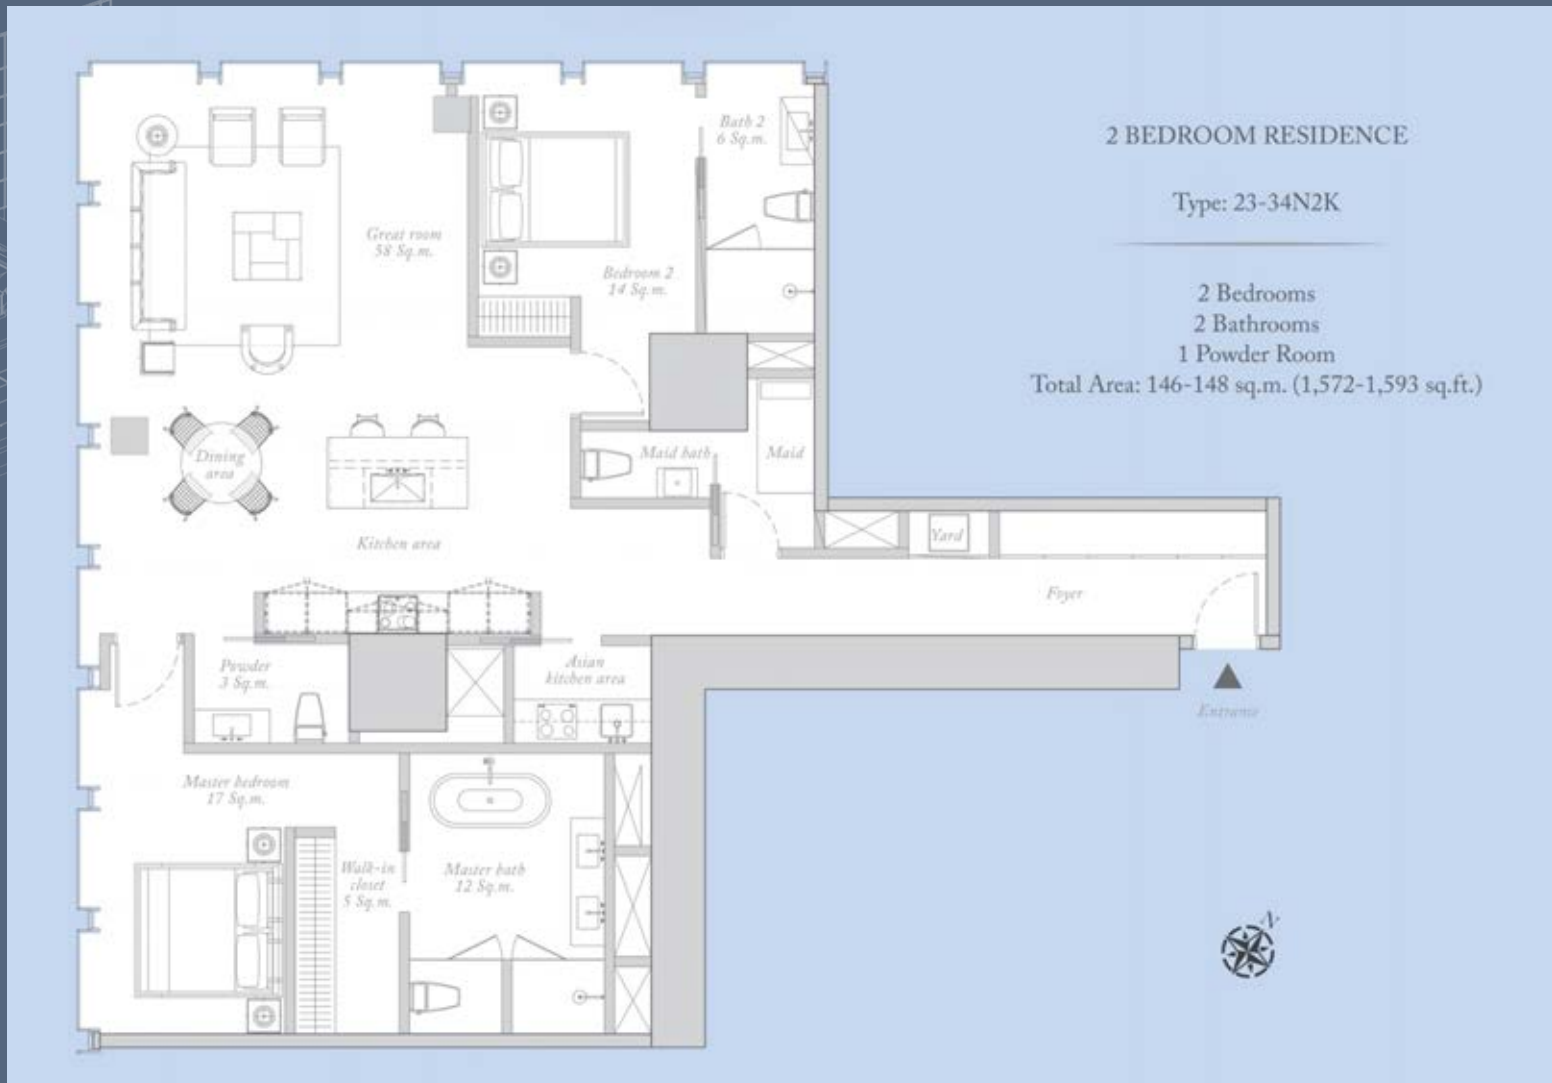 2 BEDROOM RESIDENCE
Type: 23-34N2K
2 Bedrooms
2 Bathrooms
1 Powder Room
Total Area: 146-148 sq.m. (1,572-1,593 sq.ft.)
Bath 2
6 Sq.m.
Great room
58 Sq.m.
Bedroom 2
14 Sq.m.
Dining
area
Maid bath
Maid
Kitchen area
Yard
Foyer
Powder
3 Sq.m.
Asian
kitchen area
Entrance
Master bedroom
17 Sq.m.
Walk-in
closet
5 Sq.m.
Master bath
12 Sq.m.
N